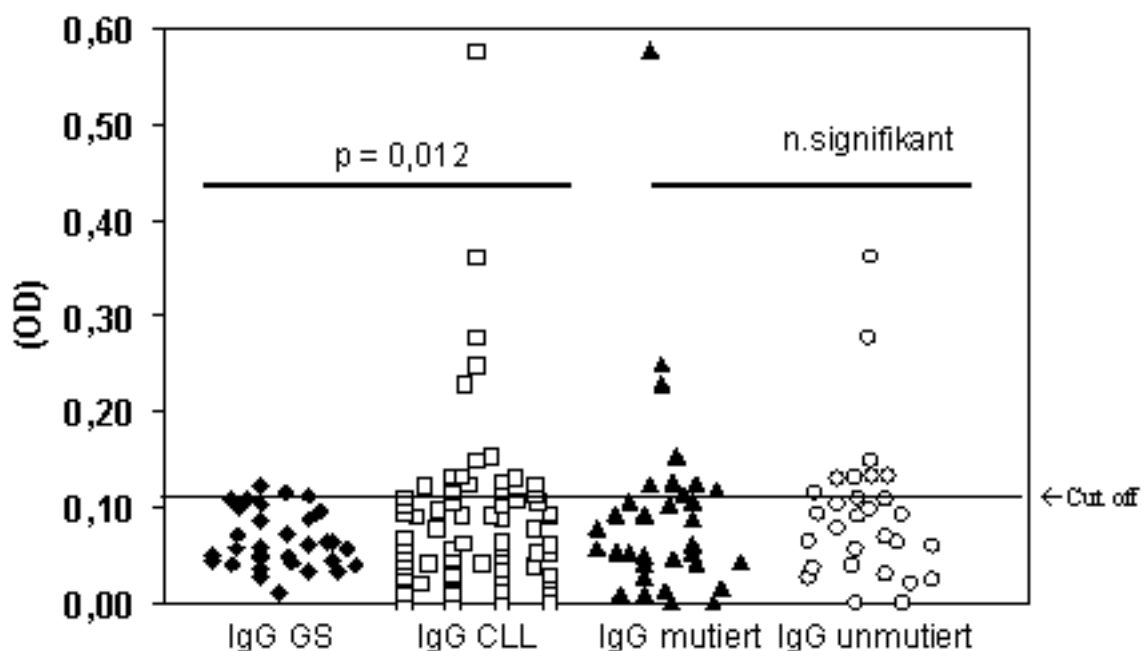 0,60
0,50
0,40
0,30
0,20
0,10
0,00
(OD)
p = 0,012
n.signifikant
←Cut off
IgG GS
IgG CLL
IgG mutiert
IgG unmutiert